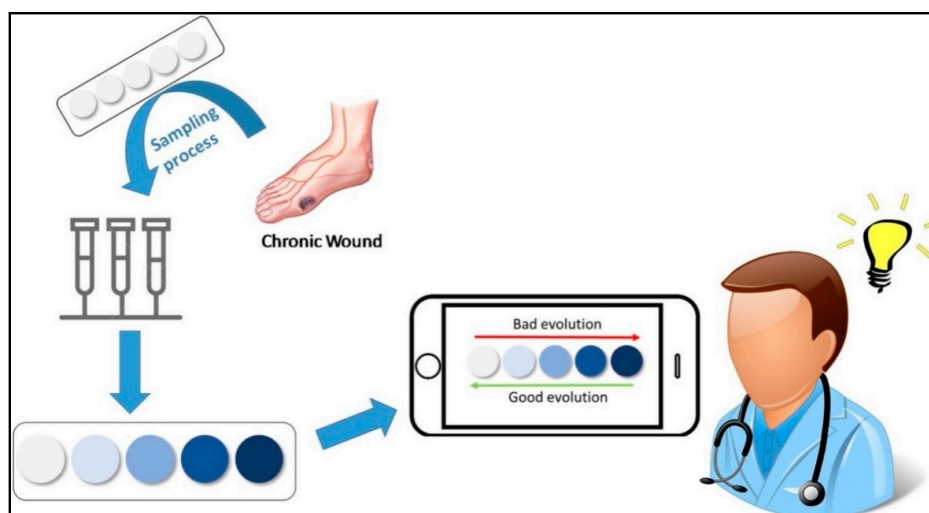 Sampling
process
Chronic Wound
Bad evolution
Good evolution